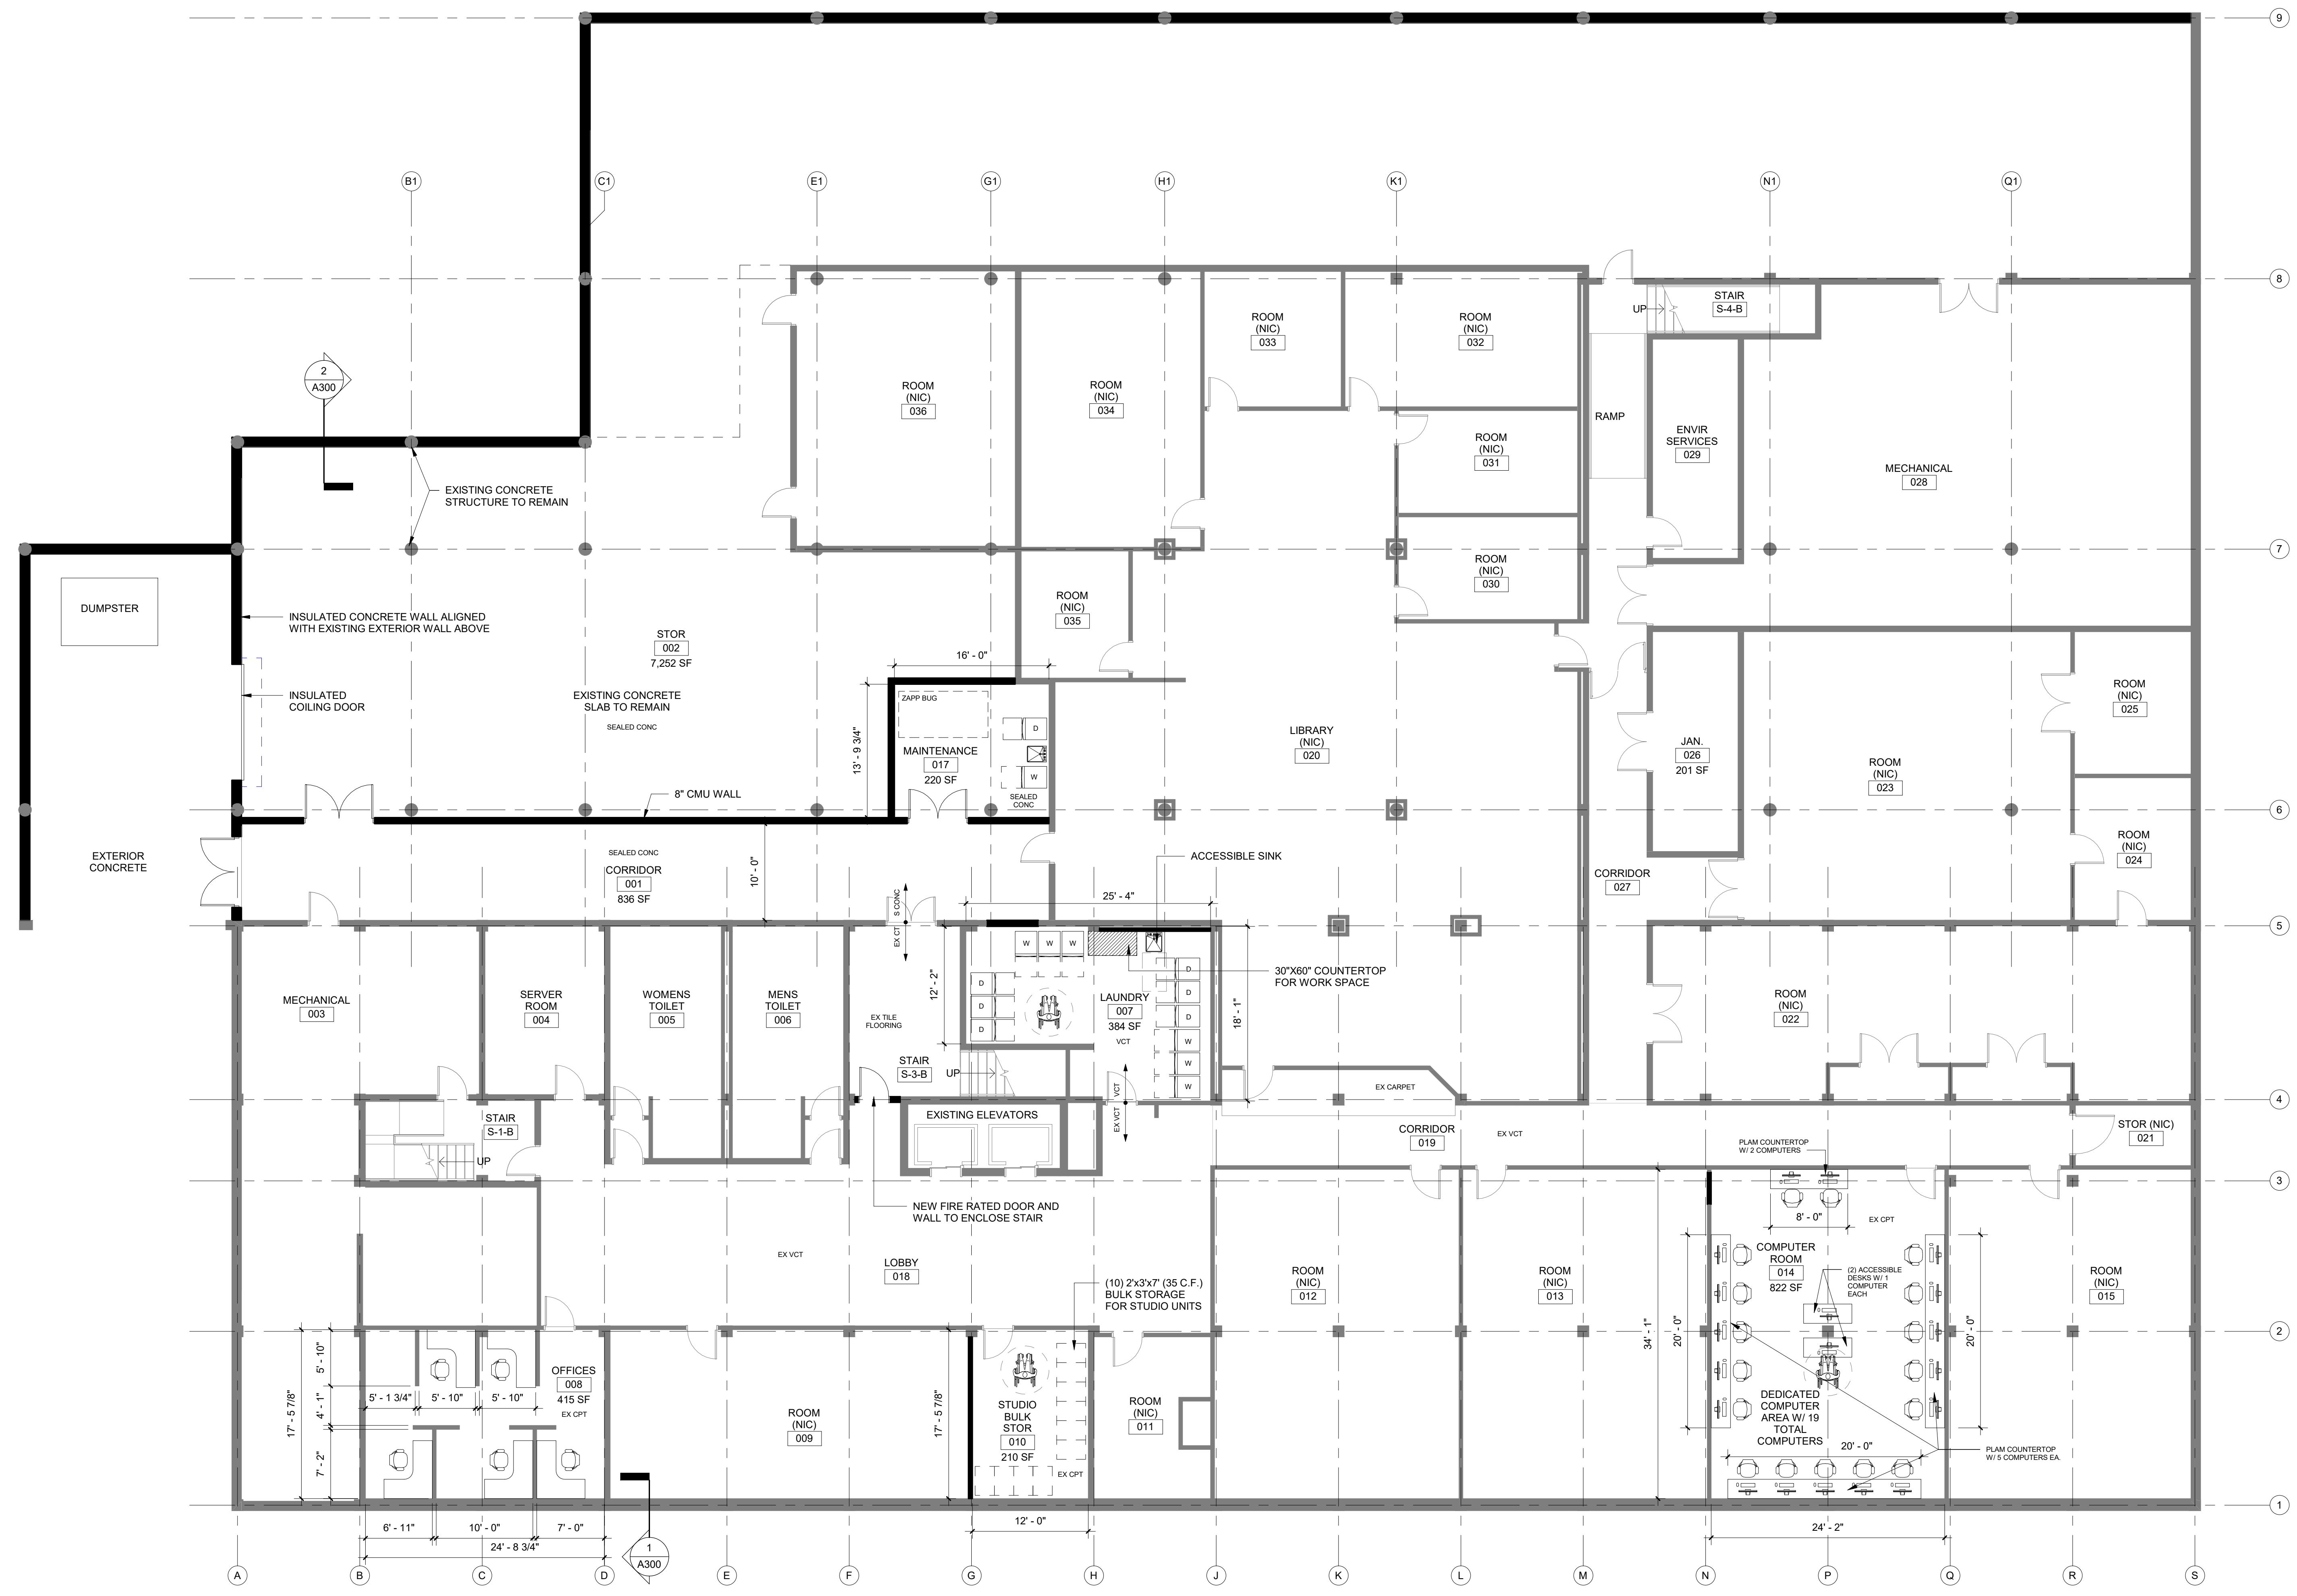 9
B1
C1
E1
G1
H1
K1
N1
Q1
8
STAIR
S-4-B
UP
ROOM
(NIC)
033
ROOM
(NIC)
032
2
A300
ROOM
(NIC)
036
ROOM
(NIC)
034
RAMP
ENVIR
SERVICES
029
ROOM
(NIC)
031
MECHANICAL
028
EXISTING CONCRETE
STRUCTURE TO REMAIN
7
ROOM
(NIC)
030
DUMPSTER
ROOM
(NIC)
035
INSULATED CONCRETE WALL ALIGNED
WITH EXISTING EXTERIOR WALL ABOVE
STOR
002
7,252 SF
16' - 0"
INSULATED
COILING DOOR
EXISTING CONCRETE
SLAB TO REMAIN
SEALED CONC
ZAPP BUG
D
W
13' - 9 3/4"
MAINTENANCE
017
220 SF
SEALED
CONC
LIBRARY
(NIC)
020
JAN.
026
201 SF
ROOM
(NIC)
023
ROOM
(NIC)
025
8" CMU WALL
6
ROOM
(NIC)
024
EXTERIOR
CONCRETE
SEALED CONC
CORRIDOR
001
836 SF
10' - 0"
ACCESSIBLE SINK
CORRIDOR
027
25' - 4"
S CONC
EX CT
5
MECHANICAL
003
SERVER
ROOM
004
WOMENS
TOILET
005
MENS
TOILET
006
EX TILE
FLOORING
12' - 2"
W
W
W
D
D
D
LAUNDRY
007
384 SF
VCT
D
D
D
W
W
W
18' - 1"
30"X60" COUNTERTOP
FOR WORK SPACE
ROOM
(NIC)
022
STAIR
S-3-B
UP
VCT
EX VCT
EX CARPET
4
STAIR
S-1-B
UP
EXISTING ELEVATORS
CORRIDOR
019
EX VCT
STOR (NIC)
021
PLAM COUNTERTOP
W/ 2 COMPUTERS
3
NEW FIRE RATED DOOR AND
WALL TO ENCLOSE STAIR
8' - 0"
EX CPT
EX VCT
LOBBY
018
(10) 2'x3'x7' (35 C.F.)
BULK STORAGE
FOR STUDIO UNITS
ROOM
(NIC)
012
ROOM
(NIC)
013
COMPUTER
ROOM
014
822 SF
(2) ACCESSIBLE
DESKS W/ 1
COMPUTER
EACH
ROOM
(NIC)
015
34' - 1"
20' - 0"
20' - 0"
2
17' - 5 7/8"
5' - 10"
4' - 1"
7' - 2"
5' - 1 3/4"
5' - 10"
5' - 10"
OFFICES
008
415 SF
EX CPT
ROOM
(NIC)
009
17' - 5 7/8"
STUDIO
BULK
STOR
010
210 SF
EX CPT
ROOM
(NIC)
011
DEDICATED
COMPUTER
AREA W/ 19
TOTAL
COMPUTERS
20' - 0"
PLAM COUNTERTOP
W/ 5 COMPUTERS EA.
1
6' - 11"
10' - 0"
7' - 0"
24' - 8 3/4"
12' - 0"
24' - 2"
1
A300
A
B
C
D
E
F
G
H
J
K
L
M
N
P
Q
R
S